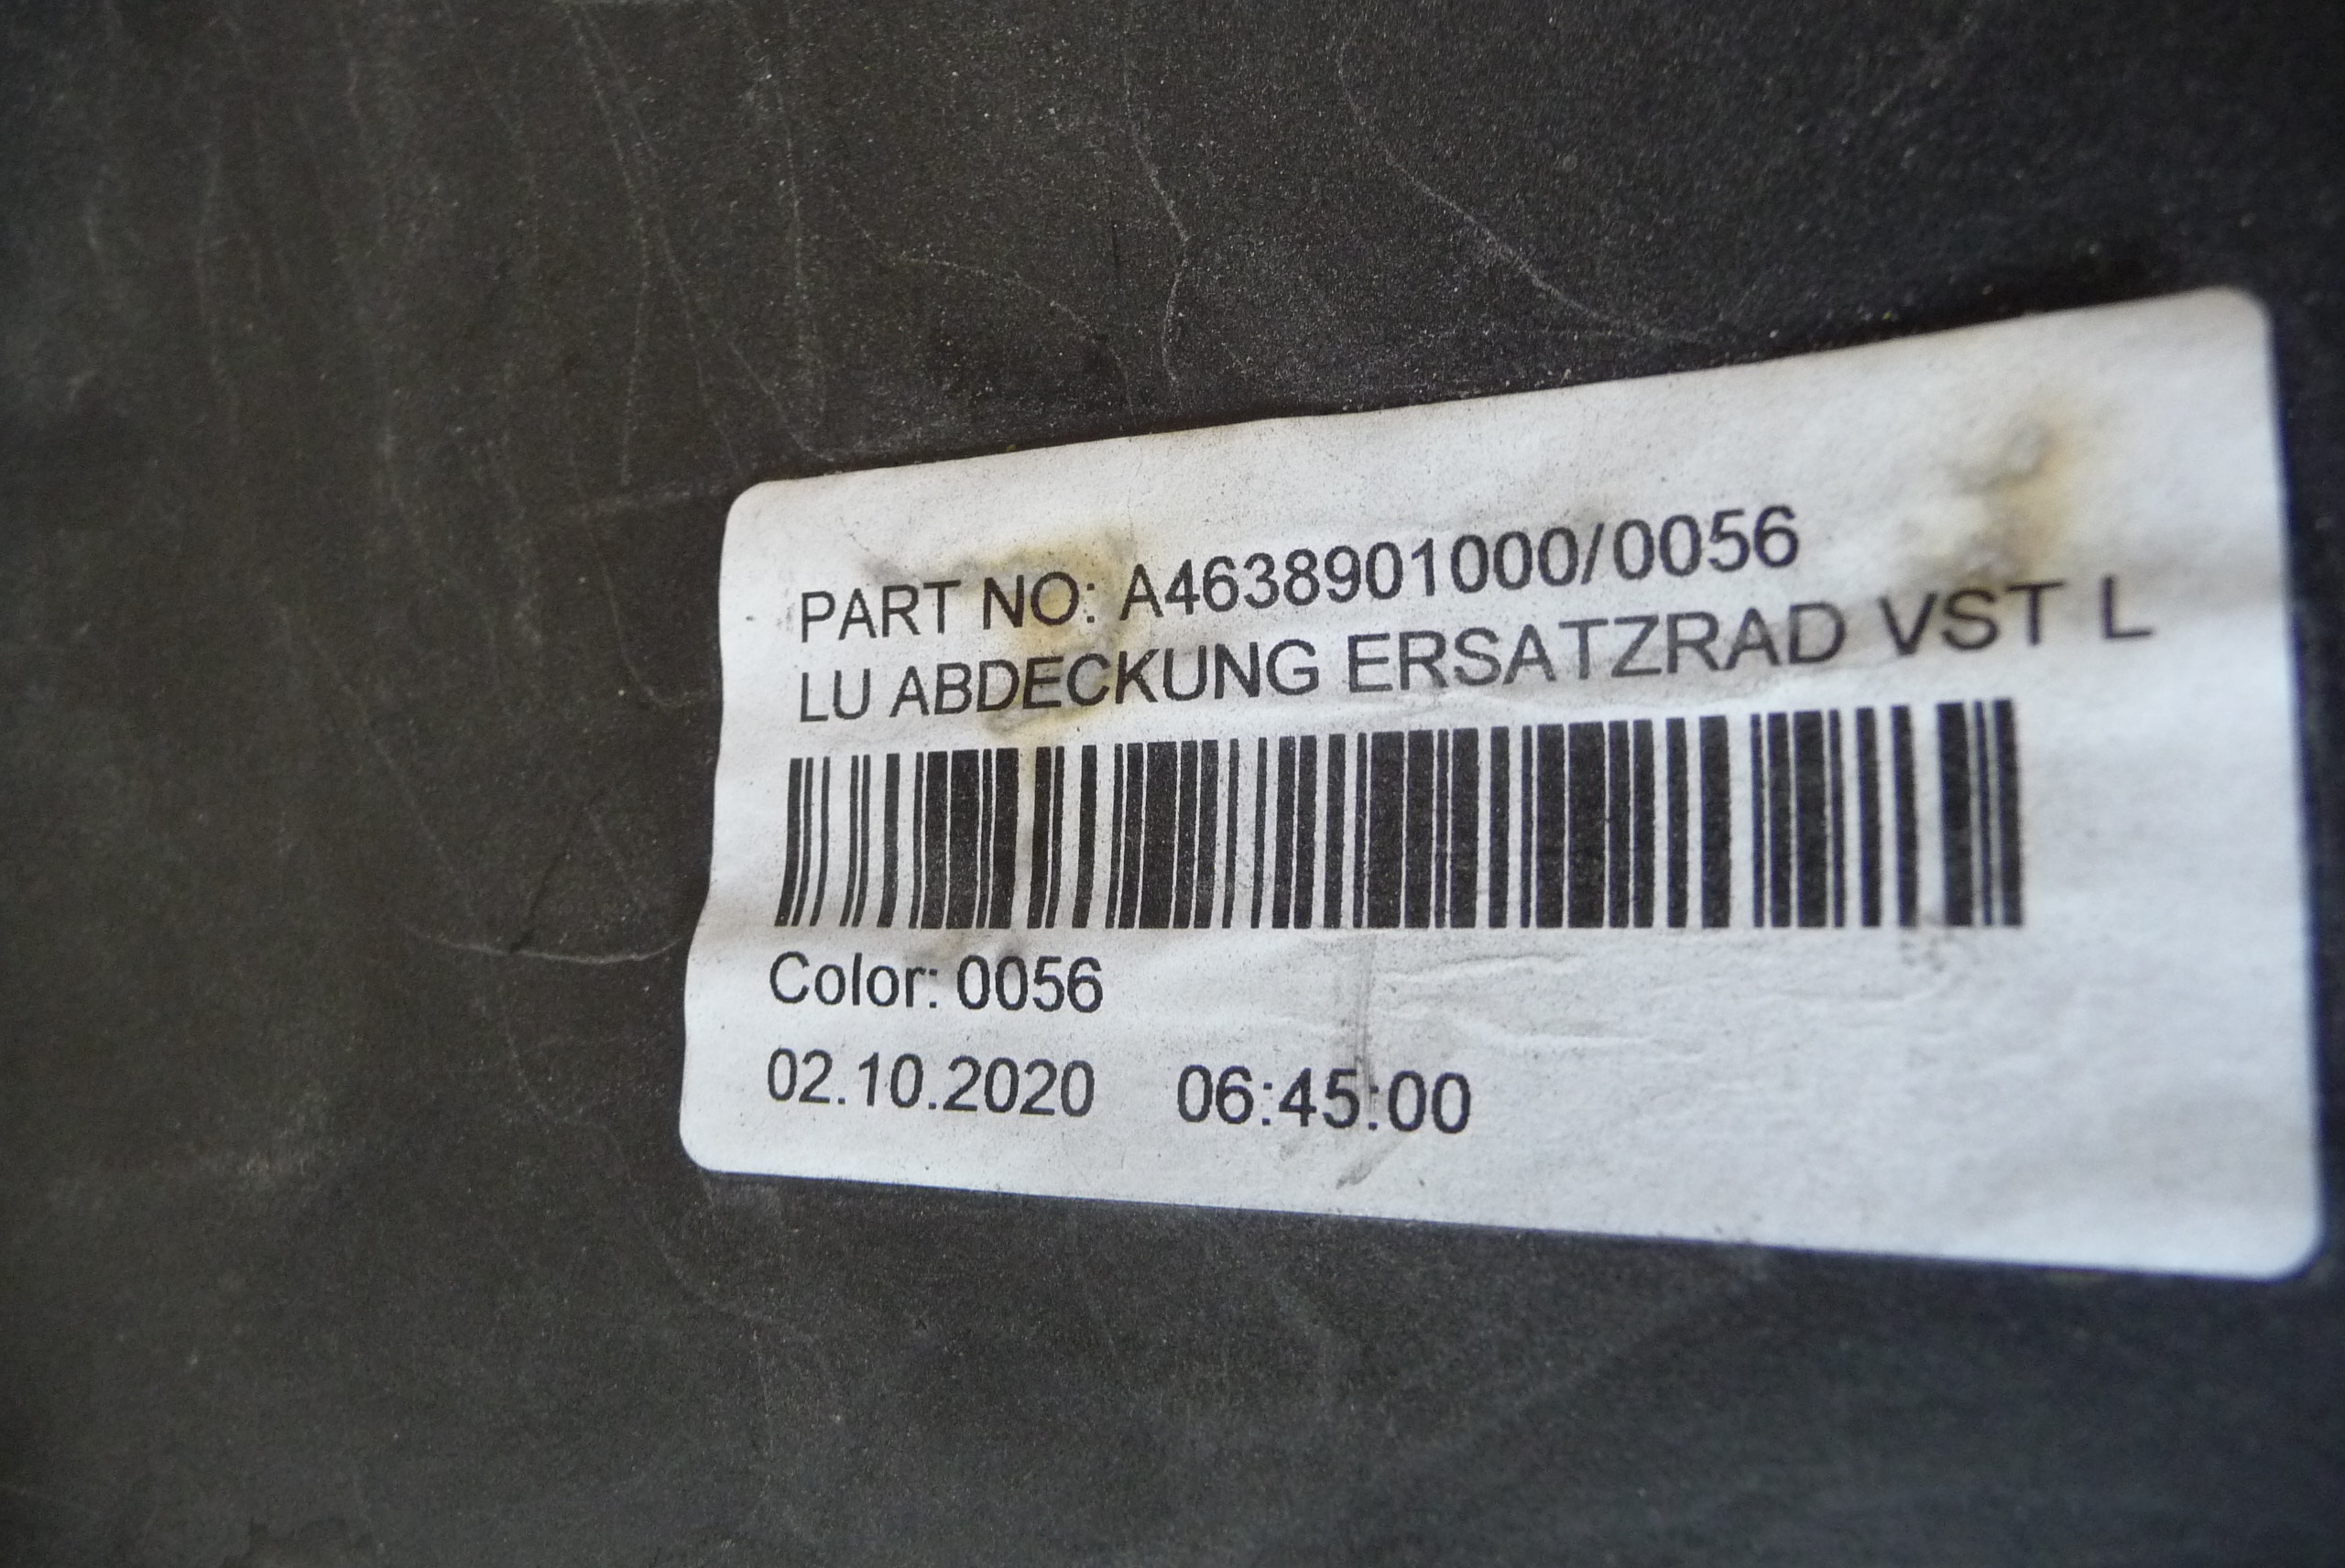 PART NO: A4638901000/0056
LU ABDECKUNG ERSATZRAD VST L
Color: 0056
02.10.2020 06:45:00